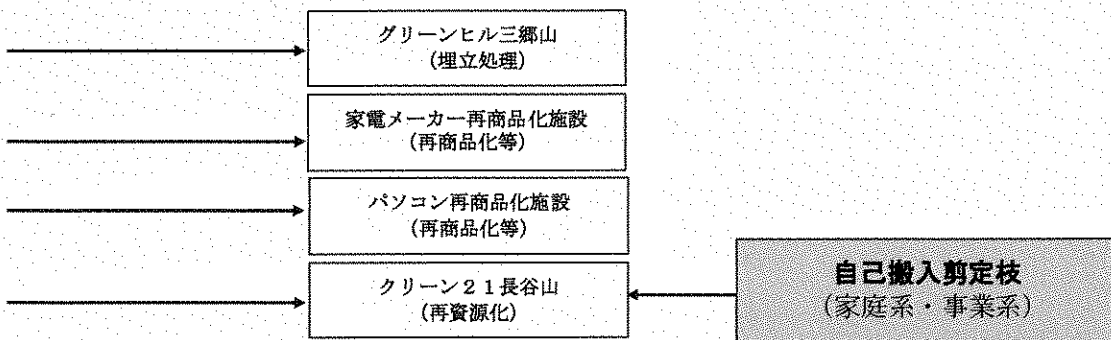 グリーンヒル三郷山
(埋立処理)
家電メーカー再商品化施設
(再商品化等)
パソコン再商品化施設
(再商品化等)
クリーン２１長谷山
(再資源化)
自己搬入剪定枝
(家庭系・事業系)